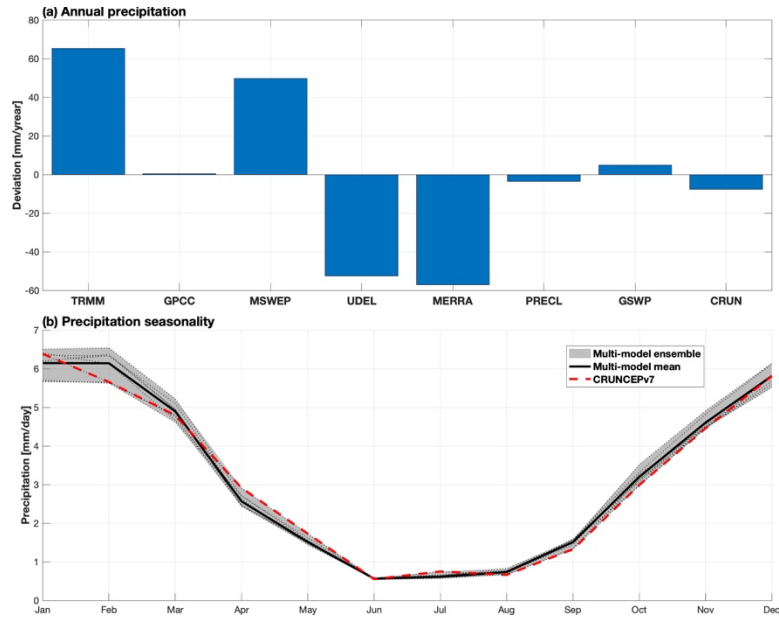 (a) Annual precipitation
80
60
40
20
0
-20
-40
-60
Deviation [mm/yrear]
TRMM GPCC MSWEP UDEL MERRA PRECL GSWP CRUN
(b) Precipitation seasonality
7
6
5
4
3
2
1
0
Precipitation [mm/day]
Multi-model ensemble
Multi-model mean
CRUNCEPv7
Jan Feb Mar Apr May Jun Jul Aug Sep Oct Nov Dec